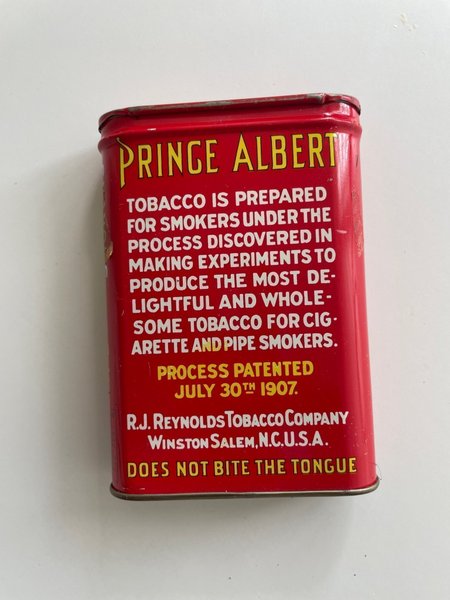 PRINCE ALBERT
TOBACCO IS PREPARED
FOR SMOKERS UNDER THE
PROCESS DISCOVERED IN
MAKING EXPERIMENTS TO
PRODUCE THE MOST DE-
LIGHTFUL AND WHOLE-
SOME TOBACCO FOR CIG-
ARETTE AND PIPE SMOKERS.
PROCESS PATENTED
JULY 30TH 1907.
R.J. REYNOLDS TOBACCO COMPANY
WINSTON SALEM, N.C. U.S.A.
DOES NOT BITE THE TONGUE